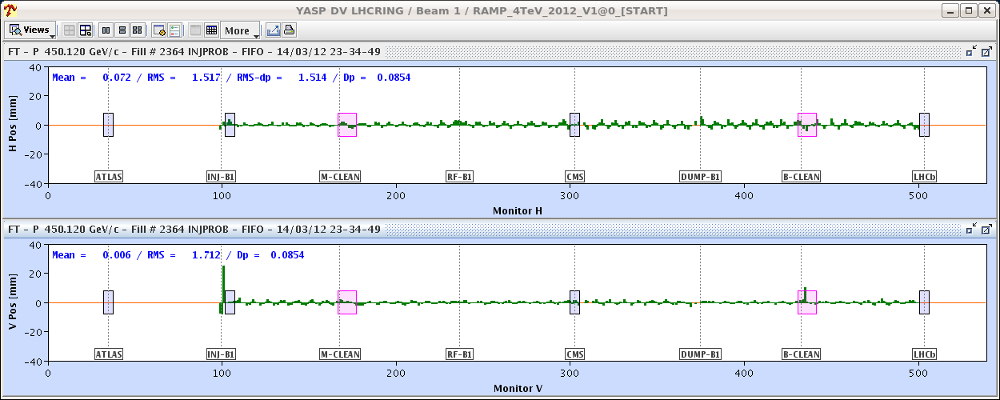 YASP DV LHCRING / Beam 1 / RAMP_4TeV_2012_V1@0_[START]
Views More
FT - P 450.120 GeV/c - Fill # 2364 INJPROB - FIFO - 14/03/12 23-34-49
Mean = 0.072 / RMS = 1.517 / RMS-dp = 1.514 / Dp = 0.0854
H Pos [mm]
40
20
0
-20
-40
ATLAS INJ-B1 M-CLEAN RF-B1 CMS DUMP-B1 B-CLEAN LHCb
0 100 200 300 400 500
Monitor H
FT - P 450.120 GeV/c - Fill # 2364 INJPROB - FIFO - 14/03/12 23-34-49
Mean = 0.006 / RMS = 1.712 / Dp = 0.0854
V Pos [mm]
40
20
0
-20
-40
ATLAS INJ-B1 M-CLEAN RF-B1 CMS DUMP-B1 B-CLEAN LHCb
0 100 200 300 400 500
Monitor V